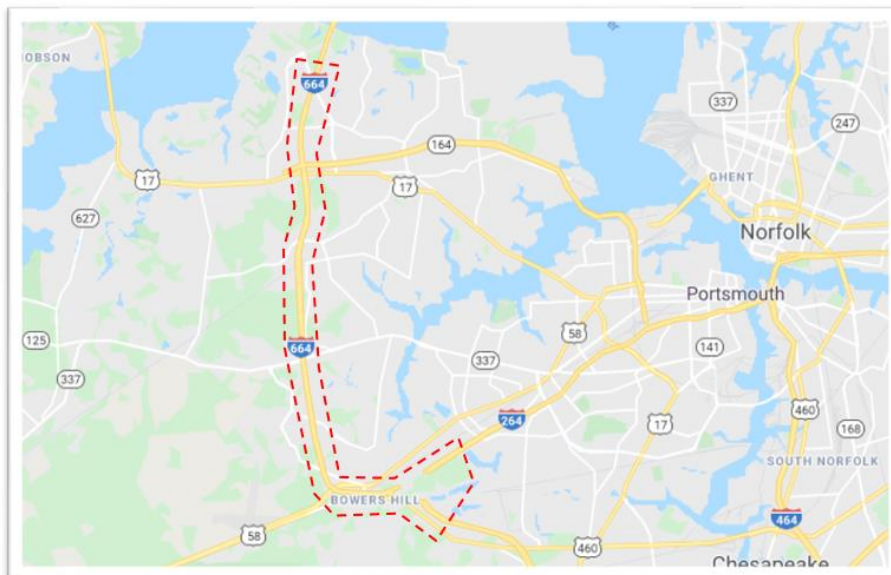 OBSON
664
337
247
164
17
17
GHENT
627
Norfolk
Portsmouth
58
125
664
337
141
337
264
17
460
168
SOUTH NORFOLK
BOWERS HILL
58
460
464
Chesapeake